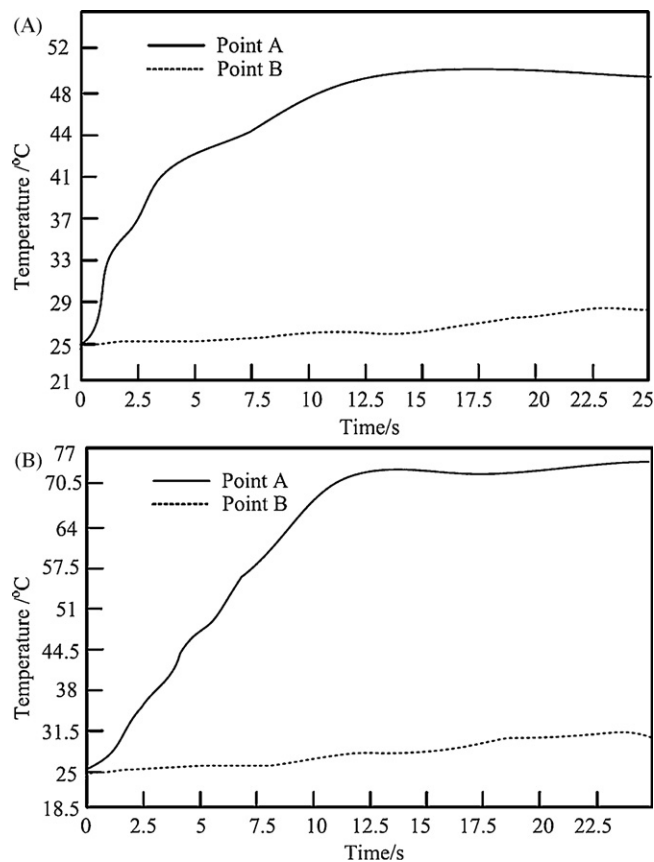 (A)
Point A
Point B
52
48
44
41
37
33
29
25
21
Temperature /ºC
0 2.5 5 7.5 10 12.5 15 17.5 20 22.5 25
Time/s
(B)
Point A
Point B
77
70.5
64
57.5
51
44.5
38
31.5
25
18.5
Temperature /ºC
0 2.5 5 7.5 10 12.5 15 17.5 20 22.5
Time/s